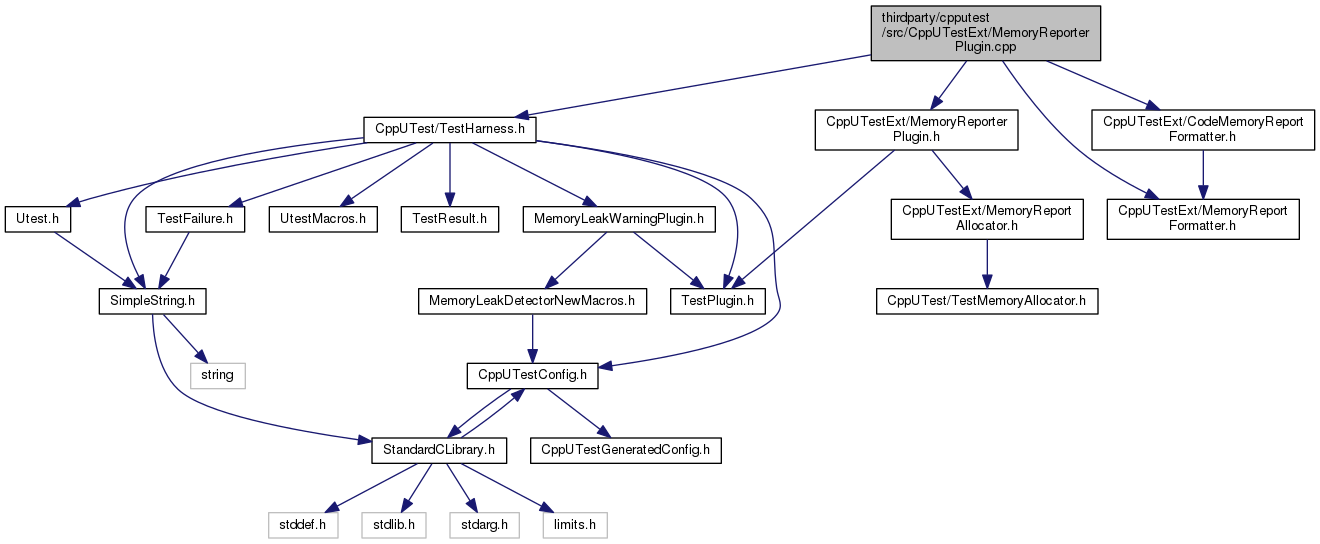 thirdparty/cpputest
/src/CppUTestExt/MemoryReporter
Plugin.cpp
CppUTest/TestHarness.h
CppUTestExt/MemoryReporter
Plugin.h
CppUTestExt/CodeMemoryReport
Formatter.h
Utest.h
TestFailure.h
UtestMacros.h
TestResult.h
MemoryLeakWarningPlugin.h
CppUTestExt/MemoryReport
Allocator.h
CppUTestExt/MemoryReport
Formatter.h
SimpleString.h
MemoryLeakDetectorNewMacros.h
TestPlugin.h
CppUTest/TestMemoryAllocator.h
string
CppUTestConfig.h
StandardCLibrary.h
CppUTestGeneratedConfig.h
stddef.h
stdlib.h
stdarg.h
limits.h